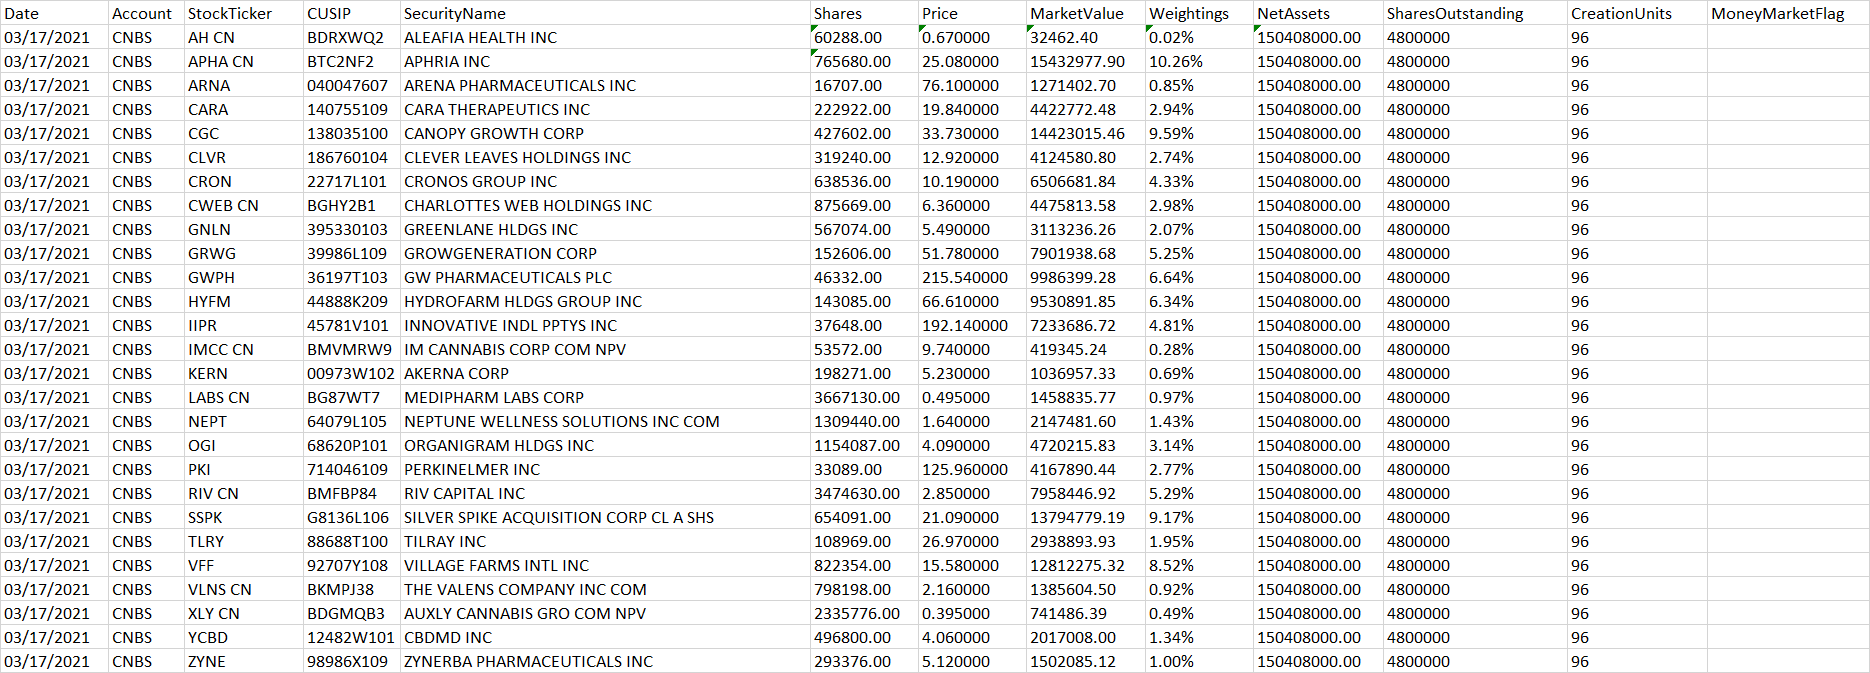 Date Account StockTicker CUSIP SecurityName Shares Price MarketValue Weightings NetAssets SharesOutstanding CreationUnits MoneyMarketFlag
03/17/2021 CNBS AH CN BDRXWQ2 ALEAFIA HEALTH INC 60288.00 0.670000 32462.40 0.02% 150408000.00 4800000 96
03/17/2021 CNBS APHA CN BTC2NF2 APHRIA INC 765680.00 25.080000 15432977.90 10.26% 150408000.00 4800000 96
03/17/2021 CNBS ARNA 040047607 ARENA PHARMACEUTICALS INC 16707.00 76.100000 1271402.70 0.85% 150408000.00 4800000 96
03/17/2021 CNBS CARA 140755109 CARA THERAPEUTICS INC 222922.00 19.840000 4422772.48 2.94% 150408000.00 4800000 96
03/17/2021 CNBS CGC 138035100 CANOPY GROWTH CORP 427602.00 33.730000 14423015.46 9.59% 150408000.00 4800000 96
03/17/2021 CNBS CLVR 186760104 CLEVER LEAVES HOLDINGS INC 319240.00 12.920000 4124580.80 2.74% 150408000.00 4800000 96
03/17/2021 CNBS CRON 22717L101 CRONOS GROUP INC 638536.00 10.190000 6506681.84 4.33% 150408000.00 4800000 96
03/17/2021 CNBS CWEB CN BGHY2B1 CHARLOTTES WEB HOLDINGS INC 875669.00 6.360000 4475813.58 2.98% 150408000.00 4800000 96
03/17/2021 CNBS GNLN 395330103 GREENLANE HLDGS INC 567074.00 5.490000 3113236.26 2.07% 150408000.00 4800000 96
03/17/2021 CNBS GRWG 39986L109 GROWGENERATION CORP 152606.00 51.780000 7901938.68 5.25% 150408000.00 4800000 96
03/17/2021 CNBS GWPH 36197T103 GW PHARMACEUTICALS PLC 46332.00 215.540000 9986399.28 6.64% 150408000.00 4800000 96
03/17/2021 CNBS HYFM 44888K209 HYDROFARM HLDGS GROUP INC 143085.00 66.610000 9530891.85 6.34% 150408000.00 4800000 96
03/17/2021 CNBS IIPR 45781V101 INNOVATIVE INDL PPTYS INC 37648.00 192.140000 7233686.72 4.81% 150408000.00 4800000 96
03/17/2021 CNBS IMCC CN BMVMRW9 IM CANNABIS CORP COM NPV 53572.00 9.740000 419345.24 0.28% 150408000.00 4800000 96
03/17/2021 CNBS KERN 00973W102 AKERNA CORP 198271.00 5.230000 1036957.33 0.69% 150408000.00 4800000 96
03/17/2021 CNBS LABS CN BG87WT7 MEDIPHARM LABS CORP 3667130.00 0.495000 1458835.77 0.97% 150408000.00 4800000 96
03/17/2021 CNBS NEPT 64079L105 NEPTUNE WELLNESS SOLUTIONS INC COM 1309440.00 1.640000 2147481.60 1.43% 150408000.00 4800000 96
03/17/2021 CNBS OGI 68620P101 ORGANIGRAM HLDGS INC 1154087.00 4.090000 4720215.83 3.14% 150408000.00 4800000 96
03/17/2021 CNBS PKI 714046109 PERKINELMER INC 33089.00 125.960000 4167890.44 2.77% 150408000.00 4800000 96
03/17/2021 CNBS RIV CN BMFBP84 RIV CAPITAL INC 3474630.00 2.850000 7958446.92 5.29% 150408000.00 4800000 96
03/17/2021 CNBS SSPK G8136L106 SILVER SPIKE ACQUISITION CORP CL A SHS 654091.00 21.090000 13794779.19 9.17% 150408000.00 4800000 96
03/17/2021 CNBS TLRY 88688T100 TILRAY INC 108969.00 26.970000 2938893.93 1.95% 150408000.00 4800000 96
03/17/2021 CNBS VFF 92707Y108 VILLAGE FARMS INTL INC 822354.00 15.580000 12812275.32 8.52% 150408000.00 4800000 96
03/17/2021 CNBS VLNS CN BKMPJ38 THE VALENS COMPANY INC COM 798198.00 2.160000 1385604.50 0.92% 150408000.00 4800000 96
03/17/2021 CNBS XLY CN BDGMQB3 AUXLY CANNABIS GRO COM NPV 2335776.00 0.395000 741486.39 0.49% 150408000.00 4800000 96
03/17/2021 CNBS YCBD 12482W101 CBDMD INC 496800.00 4.060000 2017008.00 1.34% 150408000.00 4800000 96
03/17/2021 CNBS ZYNE 98986X109 ZYNERBA PHARMACEUTICALS INC 293376.00 5.120000 1502085.12 1.00% 150408000.00 4800000 96